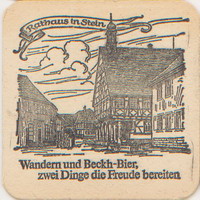 Rathaus in Stein
Wandern und Beckh-Bier,
zwei Dinge die Freude bereiten